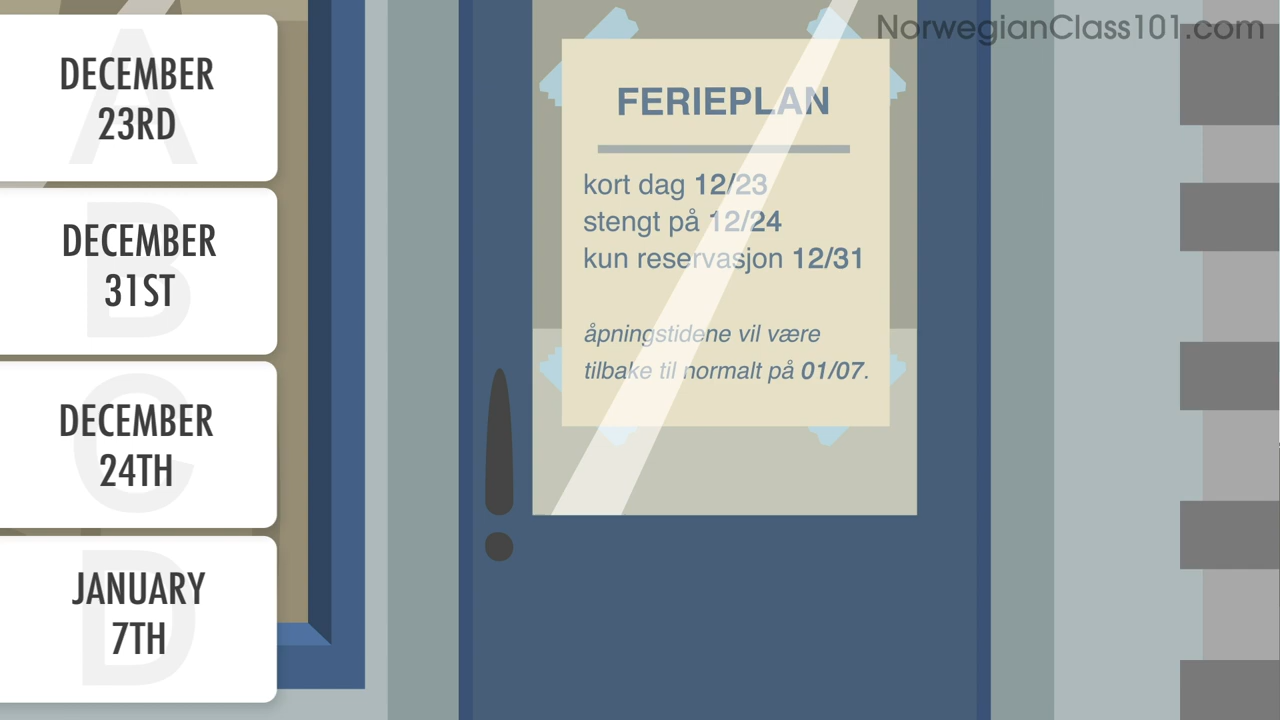 NorwegianClass101.com
A
DECEMBER
23RD
B
DECEMBER
31ST
C
DECEMBER
24TH
D
JANUARY
7TH
FERIEPLAN
kort dag 12/23
stengt på 12/24
kun reservasjon 12/31
åpningstidene vil være
tilbake til normalt på 01/07.